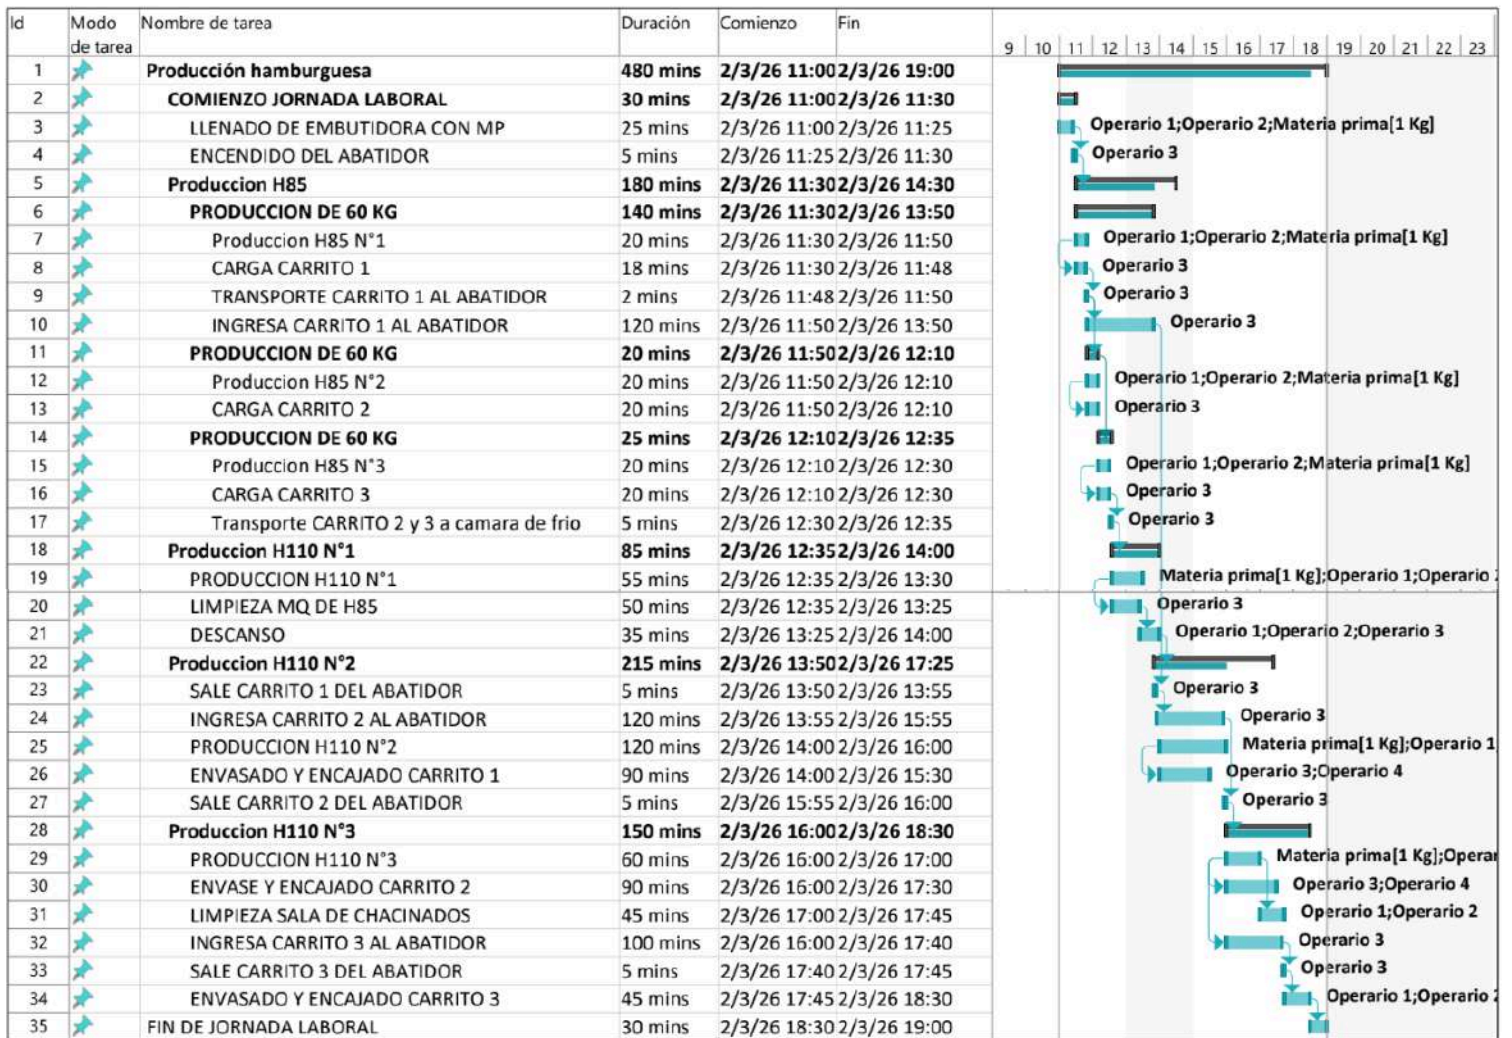 Id Modo de tarea Nombre de tarea Duración Comienzo Fin
9 10 11 12 13 14 15 16 17 18 19 20 21 22 23
1 Producción hamburguesa 480 mins 2/3/26 11:00 2/3/26 19:00
2 COMIENZO JORNADA LABORAL 30 mins 2/3/26 11:00 2/3/26 11:30
3 LLENADO DE EMBUTIDORA CON MP 25 mins 2/3/26 11:00 2/3/26 11:25 Operario 1;Operario 2;Materia prima[1 Kg]
4 ENCENDIDO DEL ABATIDOR 5 mins 2/3/26 11:25 2/3/26 11:30 Operario 3
5 Produccion H85 180 mins 2/3/26 11:30 2/3/26 14:30
6 PRODUCCION DE 60 KG 140 mins 2/3/26 11:30 2/3/26 13:50
7 Produccion H85 N°1 20 mins 2/3/26 11:30 2/3/26 11:50 Operario 1;Operario 2;Materia prima[1 Kg]
8 CARGA CARRITO 1 18 mins 2/3/26 11:30 2/3/26 11:48 Operario 3
9 TRANSPORTE CARRITO 1 AL ABATIDOR 2 mins 2/3/26 11:48 2/3/26 11:50 Operario 3
10 INGRESA CARRITO 1 AL ABATIDOR 120 mins 2/3/26 11:50 2/3/26 13:50 Operario 3
11 PRODUCCION DE 60 KG 20 mins 2/3/26 11:50 2/3/26 12:10
12 Produccion H85 N°2 20 mins 2/3/26 11:50 2/3/26 12:10 Operario 1;Operario 2;Materia prima[1 Kg]
13 CARGA CARRITO 2 20 mins 2/3/26 11:50 2/3/26 12:10 Operario 3
14 PRODUCCION DE 60 KG 25 mins 2/3/26 12:10 2/3/26 12:35
15 Produccion H85 N°3 20 mins 2/3/26 12:10 2/3/26 12:30 Operario 1;Operario 2;Materia prima[1 Kg]
16 CARGA CARRITO 3 20 mins 2/3/26 12:10 2/3/26 12:30 Operario 3
17 Transporte CARRITO 2 y 3 a camara de frio 5 mins 2/3/26 12:30 2/3/26 12:35 Operario 3
18 Produccion H110 N°1 85 mins 2/3/26 12:35 2/3/26 14:00
19 PRODUCCION H110 N°1 55 mins 2/3/26 12:35 2/3/26 13:30 Materia prima[1 Kg];Operario 1;Operario
20 LIMPIEZA MQ DE H85 50 mins 2/3/26 12:35 2/3/26 13:25 Operario 3
21 DESCANSO 35 mins 2/3/26 13:25 2/3/26 14:00 Operario 1;Operario 2;Operario 3
22 Produccion H110 N°2 215 mins 2/3/26 13:50 2/3/26 17:25
23 SALE CARRITO 1 DEL ABATIDOR 5 mins 2/3/26 13:50 2/3/26 13:55 Operario 3
24 INGRESA CARRITO 2 AL ABATIDOR 120 mins 2/3/26 13:55 2/3/26 15:55 Operario 3
25 PRODUCCION H110 N°2 120 mins 2/3/26 14:00 2/3/26 16:00 Materia prima[1 Kg];Operario 1
26 ENVASADO Y ENCAJADO CARRITO 1 90 mins 2/3/26 14:00 2/3/26 15:30 Operario 3;Operario 4
27 SALE CARRITO 2 DEL ABATIDOR 5 mins 2/3/26 15:55 2/3/26 16:00 Operario 3
28 Produccion H110 N°3 150 mins 2/3/26 16:00 2/3/26 18:30
29 PRODUCCION H110 N°3 60 mins 2/3/26 16:00 2/3/26 17:00 Materia prima[1 Kg];Operar
30 ENVASE Y ENCAJADO CARRITO 2 90 mins 2/3/26 16:00 2/3/26 17:30 Operario 3;Operario 4
31 LIMPIEZA SALA DE CHACINADOS 45 mins 2/3/26 17:00 2/3/26 17:45 Operario 1;Operario 2
32 INGRESA CARRITO 3 AL ABATIDOR 100 mins 2/3/26 16:00 2/3/26 17:40 Operario 3
33 SALE CARRITO 3 DEL ABATIDOR 5 mins 2/3/26 17:40 2/3/26 17:45 Operario 3
34 ENVASADO Y ENCAJADO CARRITO 3 45 mins 2/3/26 17:45 2/3/26 18:30 Operario 1;Operario
35 FIN DE JORNADA LABORAL 30 mins 2/3/26 18:30 2/3/26 19:00